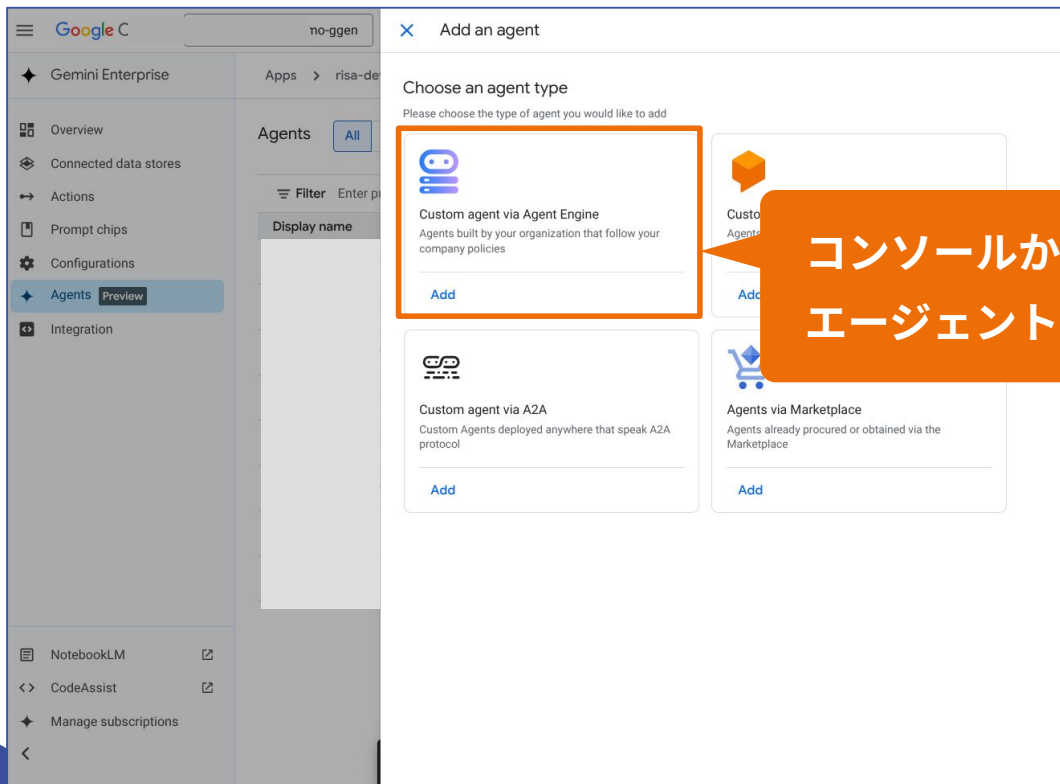 Google C
no-ggen
Add an agent
Gemini Enterprise
Apps > risa-de
Overview
Connected data stores
Actions
Prompt chips
Configurations
Agents Preview
Integration
NotebookLM
CodeAssist
Manage subscriptions
Agents All
Filter Enter
Display name
Choose an agent type
Please choose the type of agent you would like to add
Custom agent via Agent Engine
Agents built by your organization that follow your
company policies
Add
Custo
Agents
Add
コンソールか
エージェント
Custom agent via A2A
Custom Agents deployed anywhere that speak A2A
protocol
Add
Agents via Marketplace
Agents already procured or obtained via the
Marketplace
Add